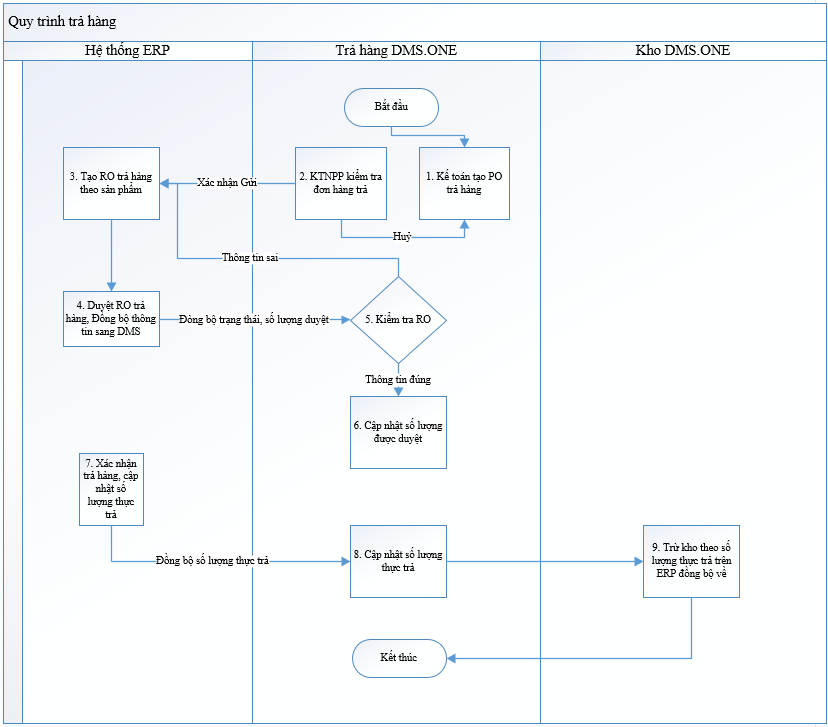 Quy trình trả hàng
Hệ thống ERP
Trả hàng DMS.ONE
Kho DMS.ONE
Bắt đầu
3. Tạo RO trả hàng
theo sản phẩm
Xác nhận Gửi
2. KTNPP kiểm tra
đơn hàng trả
1. Kế toán tạo PO
trả hàng
Huỷ
Thông tin sai
4. Duyệt RO trả
hàng, Đồng bộ thông
tin sang DMS
Đồng bộ trạng thái, số lượng duyệt
5. Kiểm tra RO
Thông tin đúng
6. Cập nhật số lượng
được duyệt
7. Xác nhận
trả hàng, cập
nhật số
lượng thực
trả
Đồng bộ số lượng thực trả
8. Cập nhật số lượng
thực trả
9. Trừ kho theo số
lượng thực trả trên
ERP đồng bộ về
Kết thúc